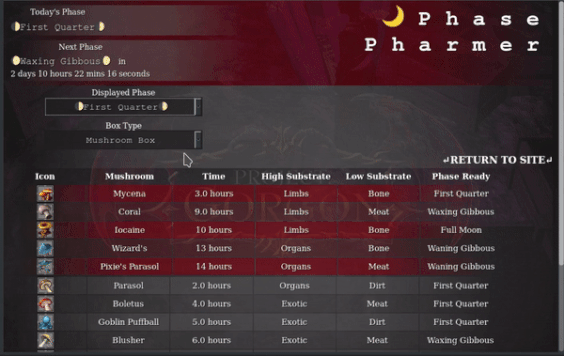 Today's Phase
First Quarter
Next Phase
Waxing Gibbous in
2 days 10 hours 22 mins 16 seconds
Phase
Pharmer
Displayed Phase
First Quarter
Box Type
Mushroom Box
↲RETURN TO SITE↲
Icon Mushroom Time High Substrate Low Substrate Phase Ready
Mycena 3.0 hours Limbs Bone First Quarter
Coral 9.0 hours Limbs Meat Waxing Gibbous
Iocaine 10 hours Limbs Bone Full Moon
Wizard's 13 hours Organs Bone Waning Gibbous
Pixie's Parasol 14 hours Organs Meat Waning Gibbous
Parasol 2.0 hours Organs Dirt First Quarter
Boletus 4.0 hours Exotic Meat First Quarter
Goblin Puffball 5.0 hours Exotic Dirt First Quarter
Blusher 6.0 hours Exotic Meat Waxing Gibbous